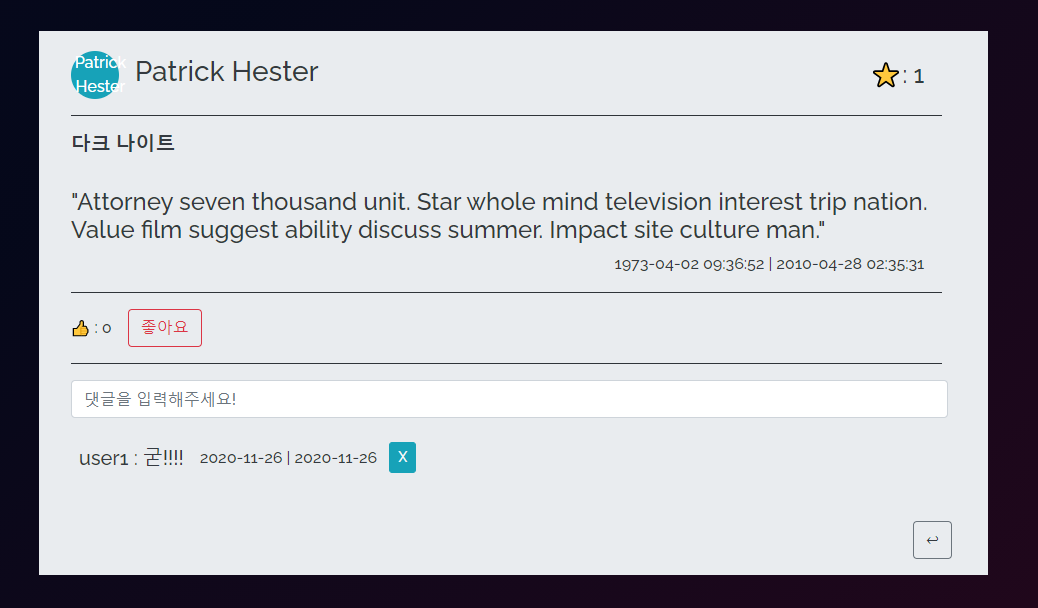 Patrick
Hester
Patrick Hester
⭐ : 1
다크 나이트
"Attorney seven thousand unit. Star whole mind television interest trip nation.
Value film suggest ability discuss summer. Impact site culture man."
1973-04-02 09:36:52 | 2010-04-28 02:35:31
👍 : 0 좋아요
댓글을 입력해주세요!
user1 : 굳!!!! 2020-11-26 | 2020-11-26 X
↩